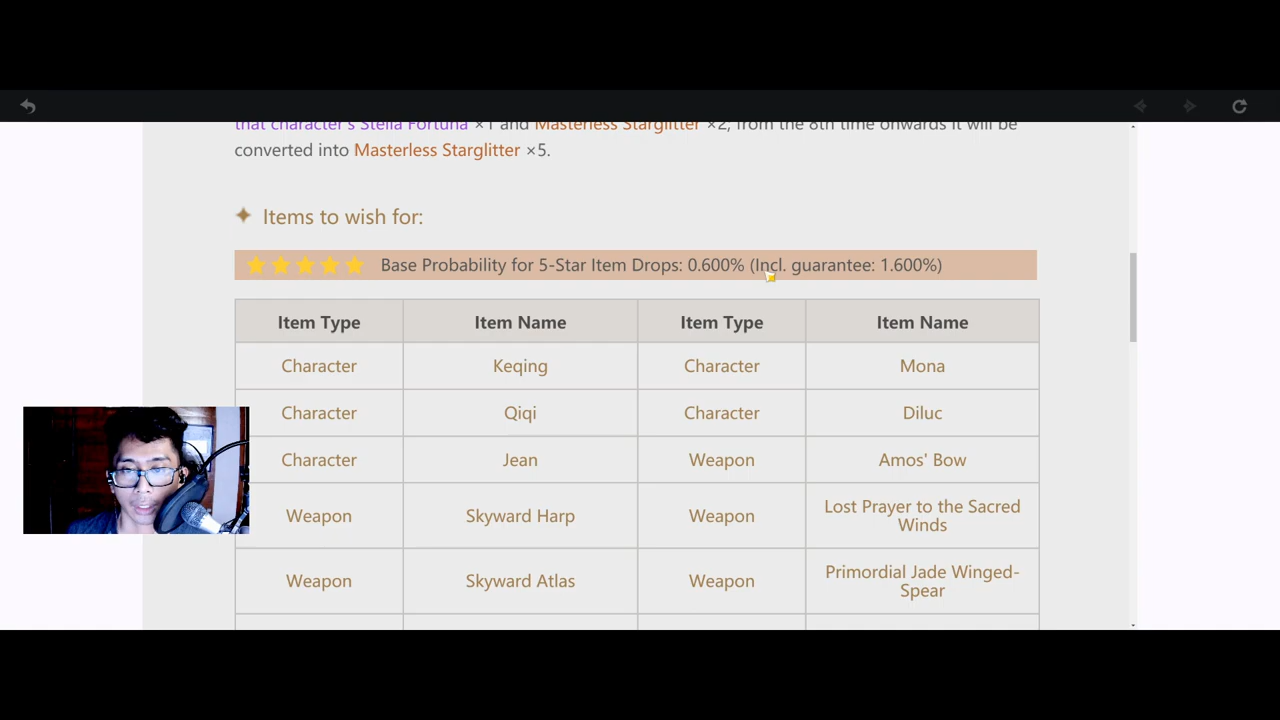 that character's Stella Fortuna ×1 and Masterless Starglitter ×2, from the 8th time onwards it will be
converted into Masterless Starglitter ×5.
Items to wish for:
Base Probability for 5-Star Item Drops: 0.600% (Incl. guarantee: 1.600%)
Item Type Item Name Item Type Item Name
Character Keqing Character Mona
Character Qiqi Character Diluc
Character Jean Weapon Amos' Bow
Weapon Skyward Harp Weapon Lost Prayer to the Sacred
Winds
Weapon Skyward Atlas Weapon Primordial Jade Winged-
Spear